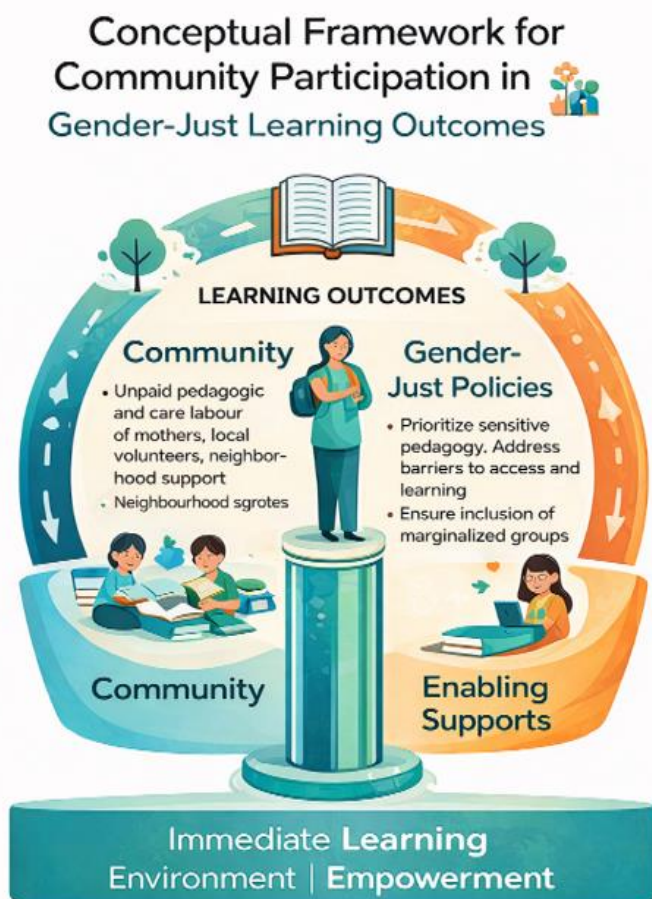 Conceptual Framework for
Community Participation in
Gender-Just Learning Outcomes
LEARNING OUTCOMES
Community
• Unpaid pedagogic
and care labour
of mothers, local
volunteers, neighbor-
hood support
• Neighbourhood sgrotes
Gender-
Just Policies
• Prioritize sensitive
pedagogy. Address
barriers to access and
learning
• Ensure inclusion of
marginalized groups
Community
Enabling
Supports
Immediate Learning
Environment | Empowerment